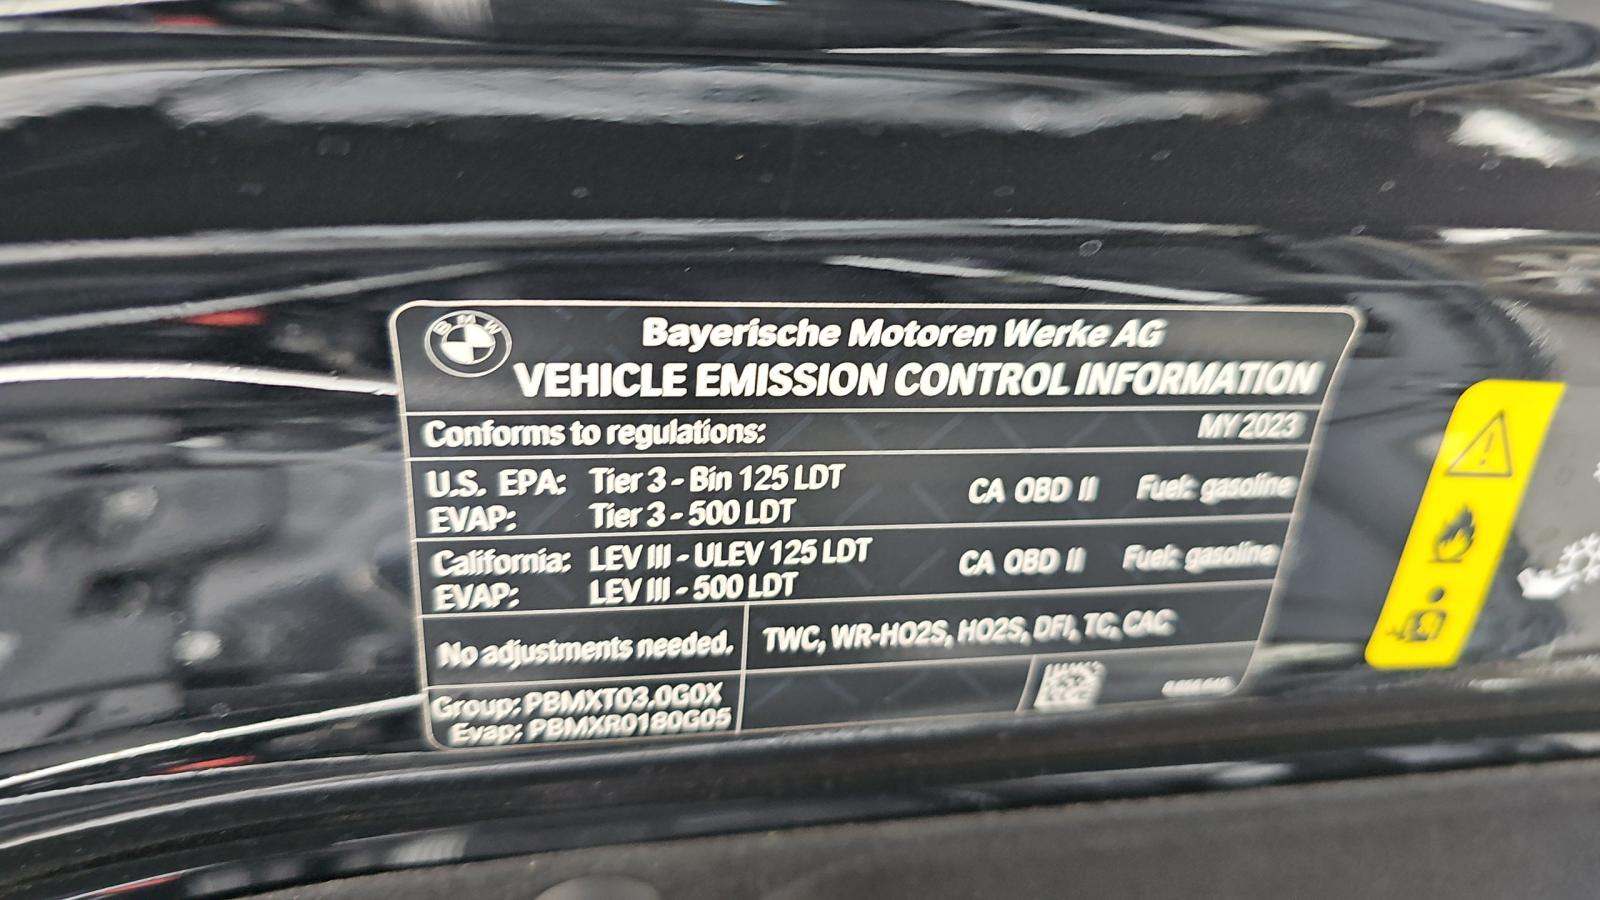 BMW
Bayerische Motoren Werke AG
VEHICLE EMISSION CONTROL INFORMATION
Conforms to regulations: MY 2023
U.S. EPA: Tier 3 - Bin 125 LDT CA OBD II Fuel: gasoline
EVAP: Tier 3 - 500 LDT
California: LEV III - ULEV 125 LDT CA OBD II Fuel: gasoline
EVAP: LEV III - 500 LDT
No adjustments needed. TWC, WR-HO2S, HO2S, DFI, TC, CAC
Group: PBMXT03.0G0X
Evap: PBMXR0180G05